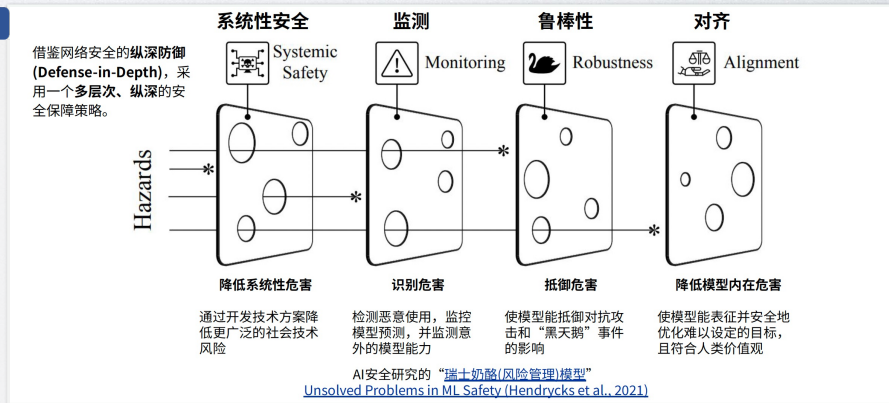 系统性安全
监测
鲁棒性
对齐
借鉴网络安全的纵深防御
(Defense-in-Depth)，采
用一个多层次、纵深的安
全保障策略。
Systemic
Safety
Monitoring
Robustness
Alignment
Hazards
降低系统性危害
识别危害
抵御危害
降低模型内在危害
通过开发技术方案降
低更广泛的社会技术
风险
检测恶意使用，监控
模型预测，并监测意
外的模型能力
使模型能抵御对抗攻
击和“黑天鹅”事件
的影响
使模型能表征并安全地
优化难以设定的目标，
且符合人类价值观
AI安全研究的“瑞士奶酪(风险管理)模型”
Unsolved Problems in ML Safety (Hendrycks et al., 2021)